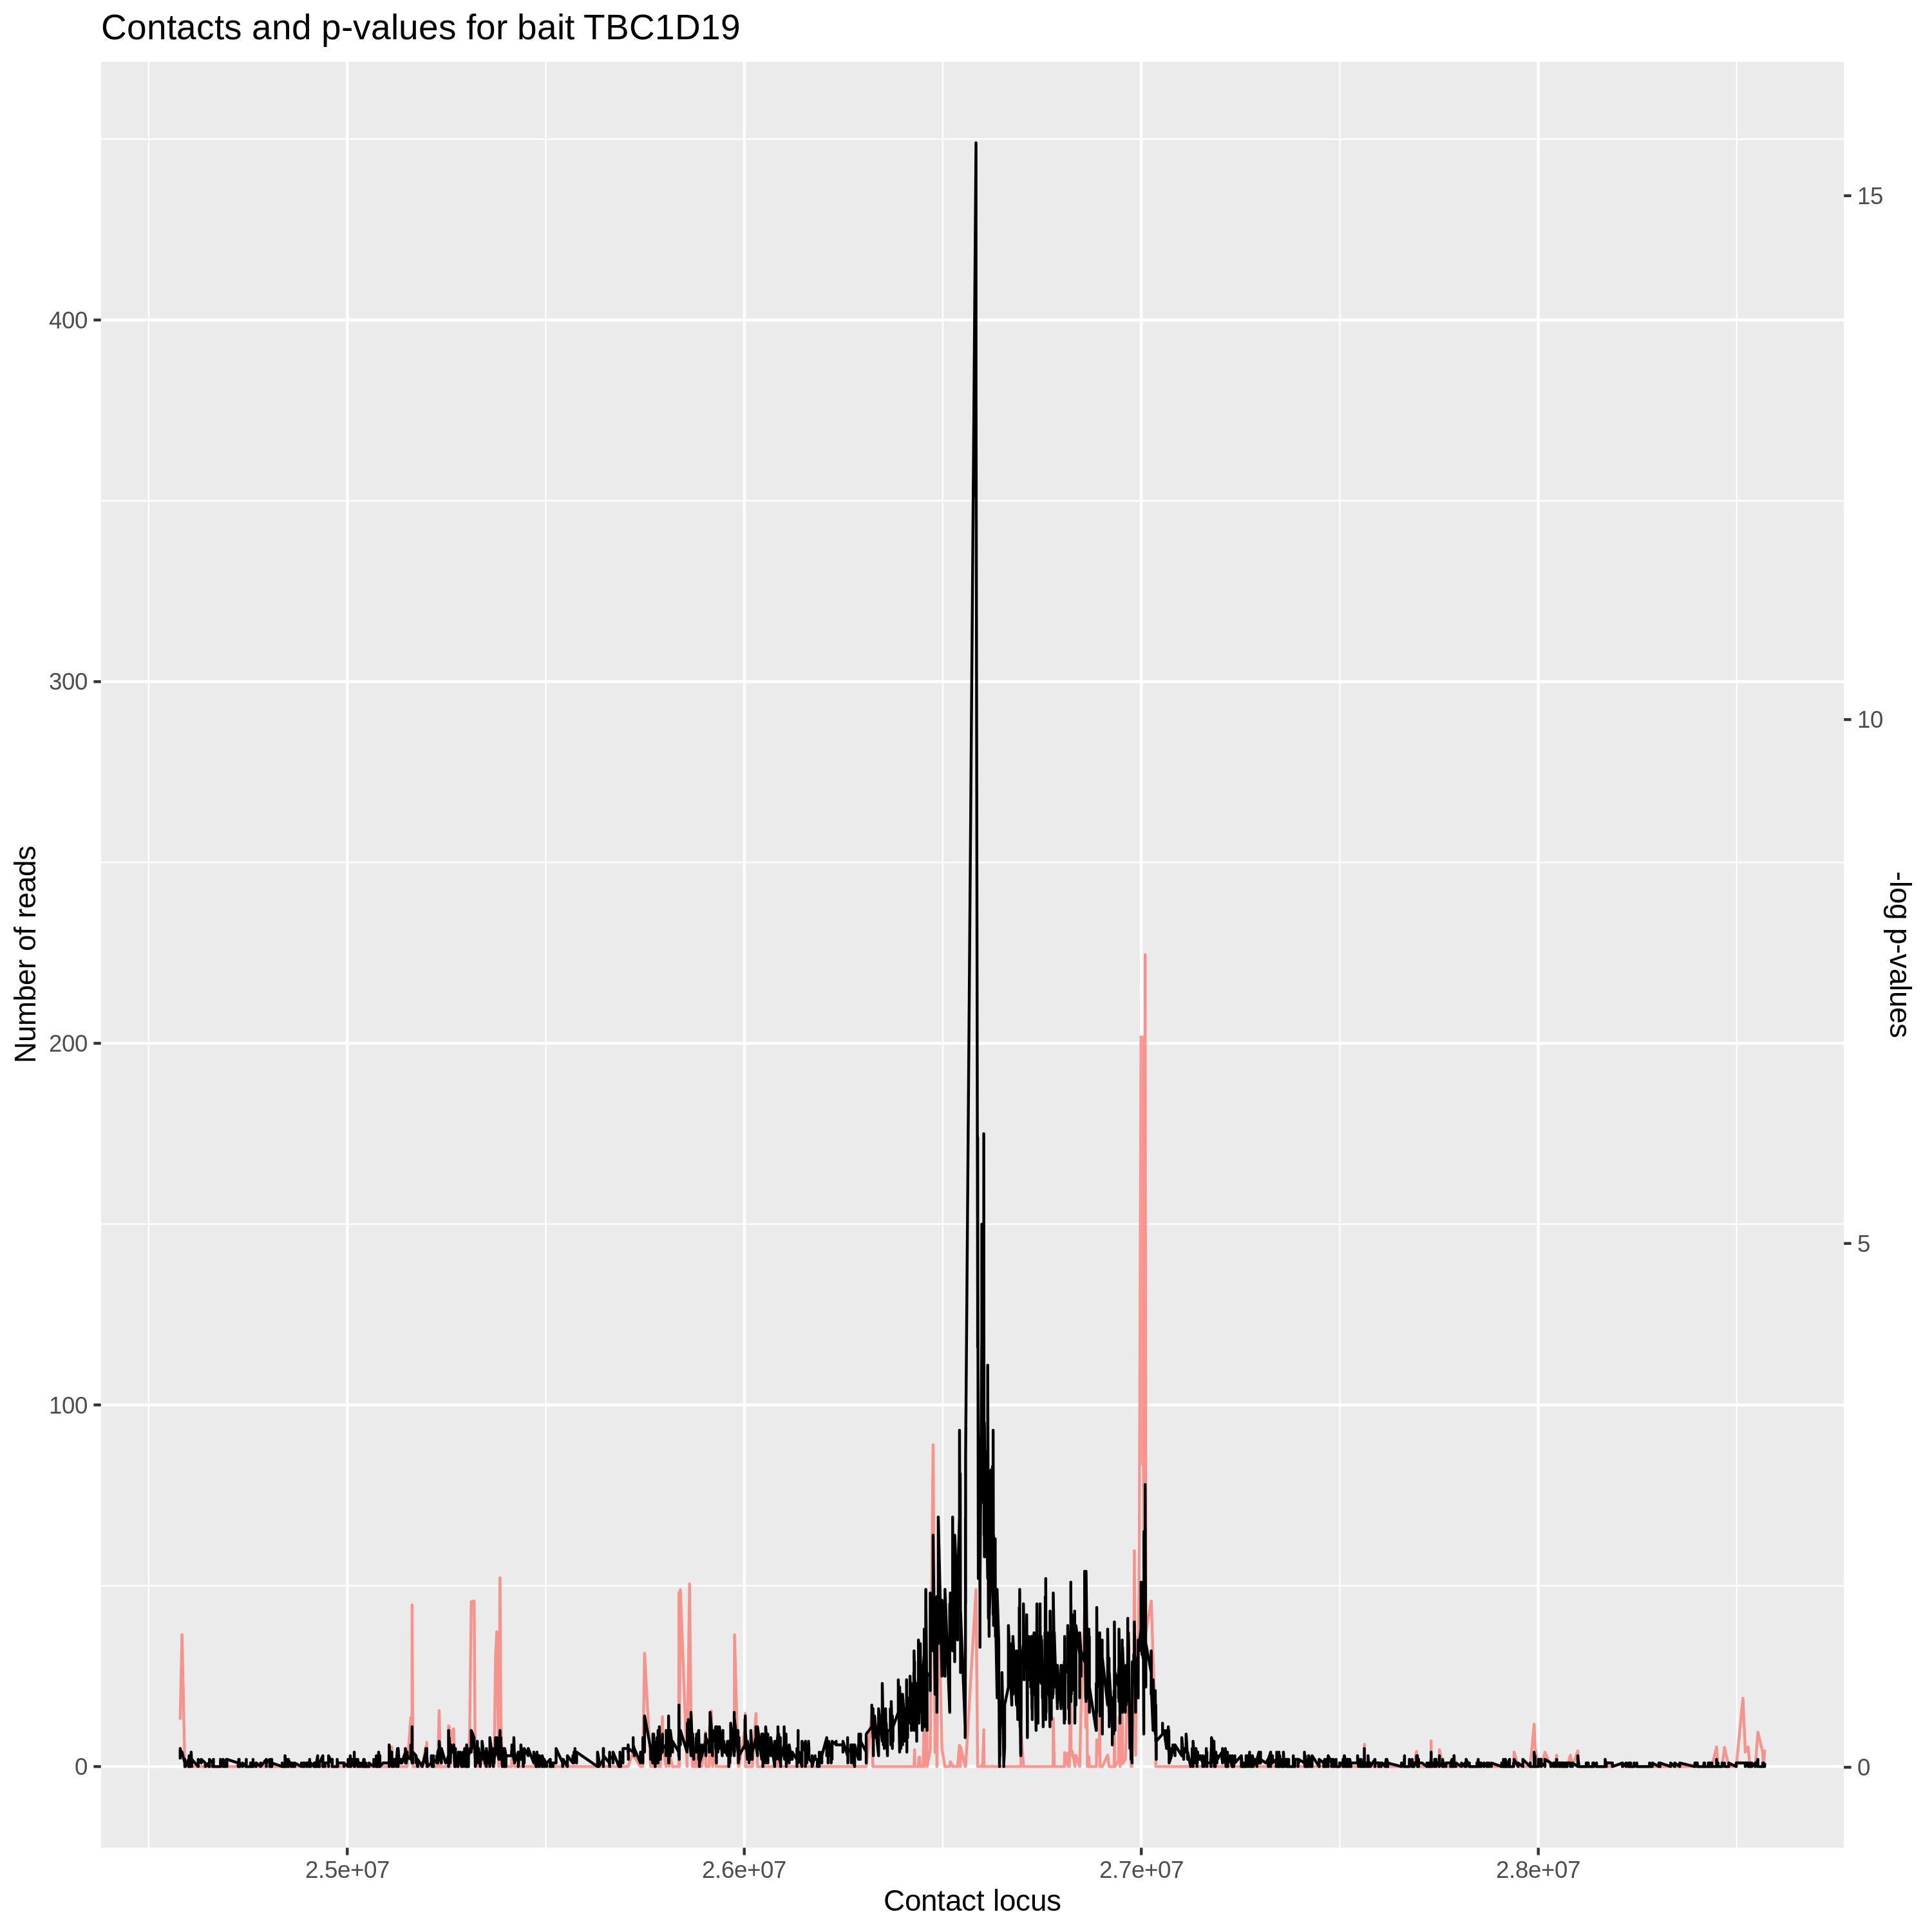 Contacts and p-values for bait TBC1D19
400
300
200
100
0
15
10
5
0
Number of reads
-log p-values
2.5e+07
2.6e+07
2.7e+07
2.8e+07
Contact locus